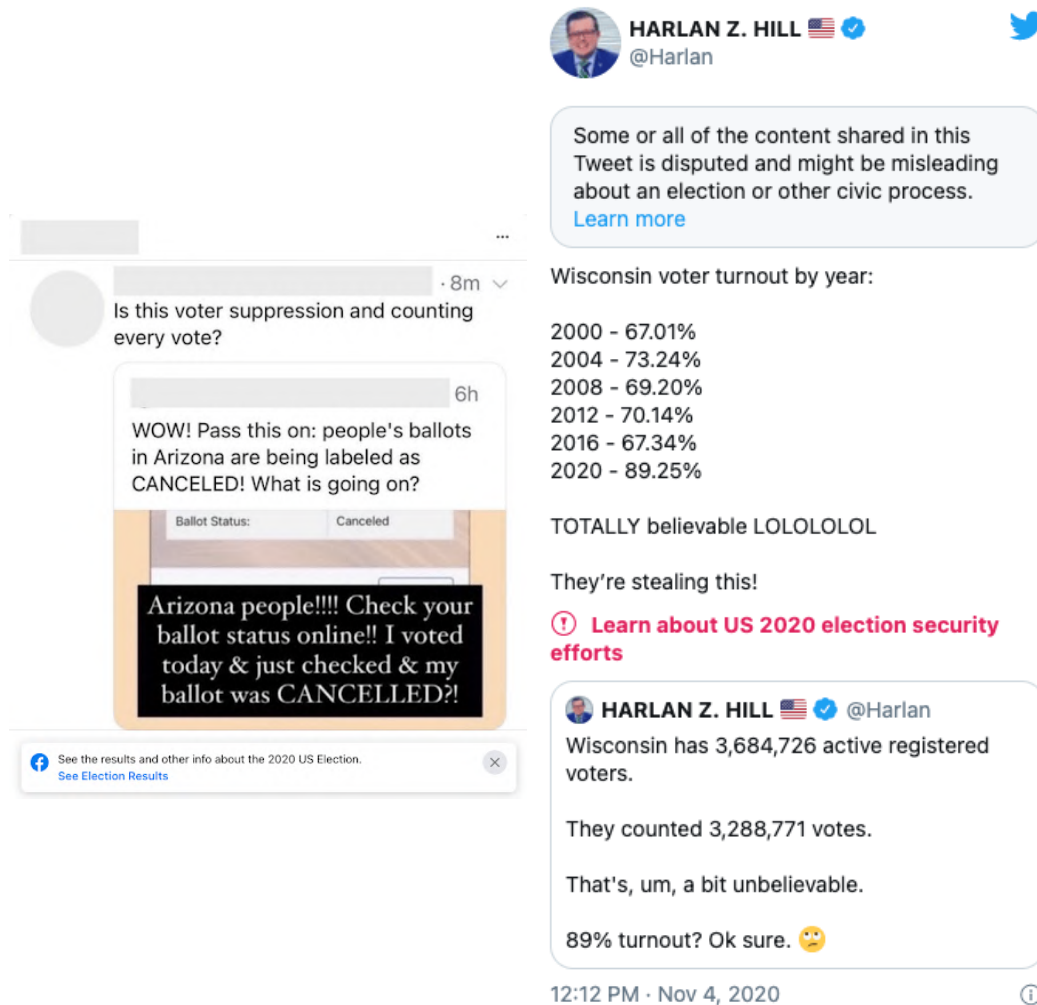 ...
· 8m
Is this voter suppression and counting
every vote?
6h
WOW! Pass this on: people's ballots
in Arizona are being labeled as
CANCELED! What is going on?
Ballot Status: Canceled
Arizona people!!!! Check your
ballot status online!! I voted
today & just checked & my
ballot was CANCELLED?!
See the results and other info about the 2020 US Election.
See Election Results
HARLAN Z. HILL 🇺🇸
@Harlan
Some or all of the content shared in this
Tweet is disputed and might be misleading
about an election or other civic process.
Learn more
Wisconsin voter turnout by year:
2000 - 67.01%
2004 - 73.24%
2008 - 69.20%
2012 - 70.14%
2016 - 67.34%
2020 - 89.25%
TOTALLY believable LOLOLOLOL
They’re stealing this!
Learn about US 2020 election security
efforts
HARLAN Z. HILL 🇺🇸 @Harlan
Wisconsin has 3,684,726 active registered
voters.
They counted 3,288,771 votes.
That's, um, a bit unbelievable.
89% turnout? Ok sure. 🙄
12:12 PM · Nov 4, 2020